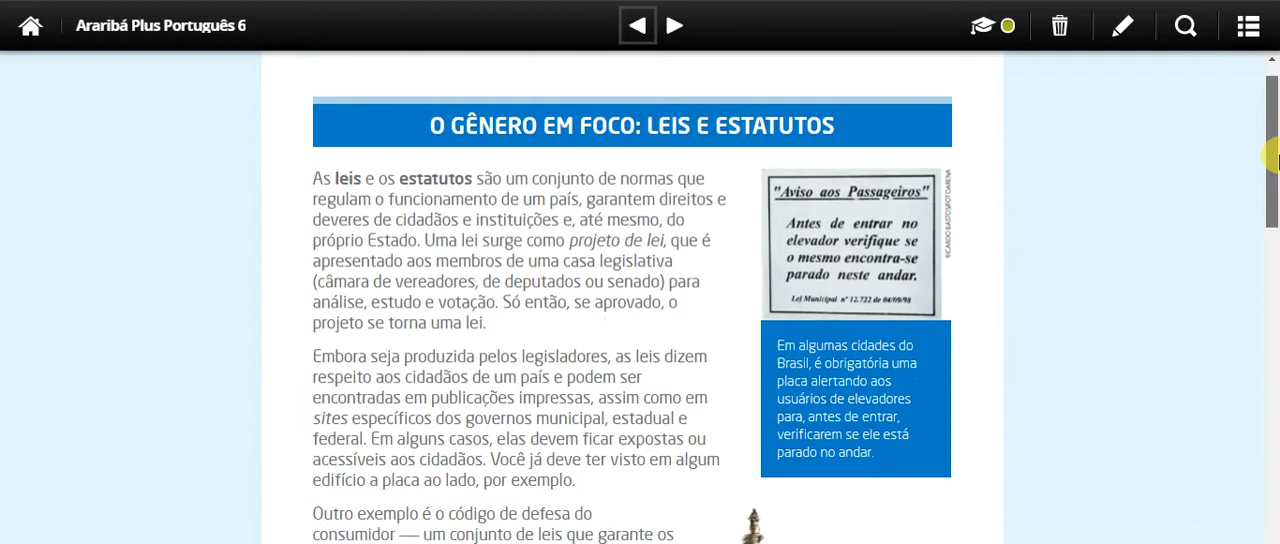 Araribá Plus Português 6
O GÊNERO EM FOCO: LEIS E ESTATUTOS
As leis e os estatutos são um conjunto de normas que
regulam o funcionamento de um país, garantem direitos e
deveres de cidadãos e instituições e, até mesmo, do
próprio Estado. Uma lei surge como projeto de lei, que é
apresentado aos membros de uma casa legislativa
(câmara de vereadores, de deputados ou senado) para
análise, estudo e votação. Só então, se aprovado, o
projeto se torna uma lei.
Embora seja produzida pelos legisladores, as leis dizem
respeito aos cidadãos de um país e podem ser
encontradas em publicações impressas, assim como em
sites específicos dos governos municipal, estadual e
federal. Em alguns casos, elas devem ficar expostas ou
acessíveis aos cidadãos. Você já deve ter visto em algum
edifício a placa ao lado, por exemplo.
Outro exemplo é o código de defesa do
consumidor — um conjunto de leis que garante os
"Aviso aos Passageiros"
Antes de entrar no
elevador verifique se
o mesmo encontra-se
parado neste andar.
Lei Municipal nº 12.722 de 04/09/98
RICARDO BASTOS/FOTOARENA
Em algumas cidades do
Brasil, é obrigatória uma
placa alertando aos
usuários de elevadores
para, antes de entrar,
verificarem se ele está
parado no andar.